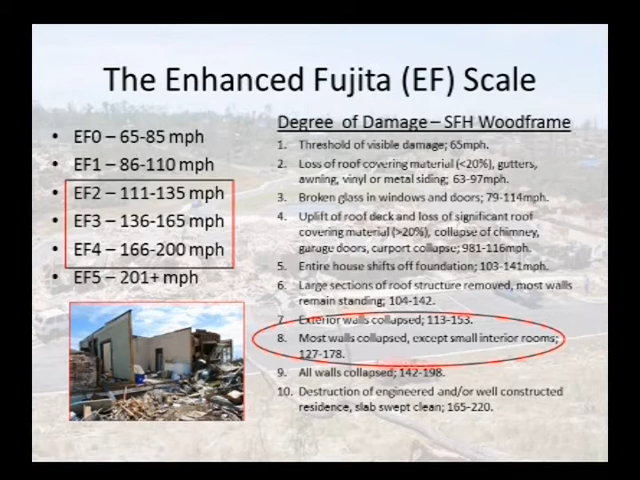 The Enhanced Fujita (EF) Scale
• EF0 – 65-85 mph
• EF1 – 86-110 mph
• EF2 – 111-135 mph
• EF3 – 136-165 mph
• EF4 – 166-200 mph
• EF5 – 201+ mph
Degree of Damage – SFH Woodframe
1. Threshold of visible damage; 65mph.
2. Loss of roof covering material (<20%), gutters,
awning, vinyl or metal siding; 63-97mph.
3. Broken glass in windows and doors; 79-114mph.
4. Uplift of roof deck and loss of significant roof
covering material (>20%), collapse of chimney,
garage doors, carport collapse; 981-116mph.
5. Entire house shifts off foundation; 103-141mph.
6. Large sections of roof structure removed, most walls
remain standing; 104-142.
7. Exterior walls collapsed; 113-153.
8. Most walls collapsed, except small interior rooms;
127-178.
9. All walls collapsed; 142-198.
10. Destruction of engineered and/or well constructed
residence, slab swept clean; 165-220.